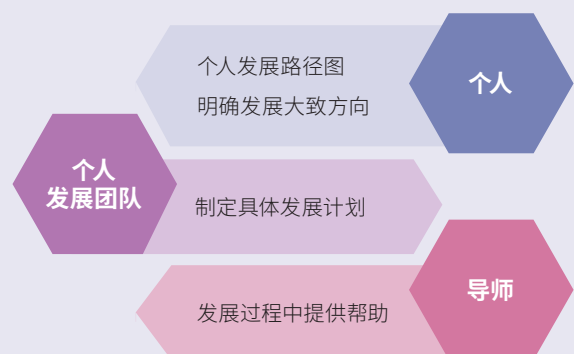 个人发展路径图
明确发展大致方向
个人
个人
发展团队
制定具体发展计划
发展过程中提供帮助
导师